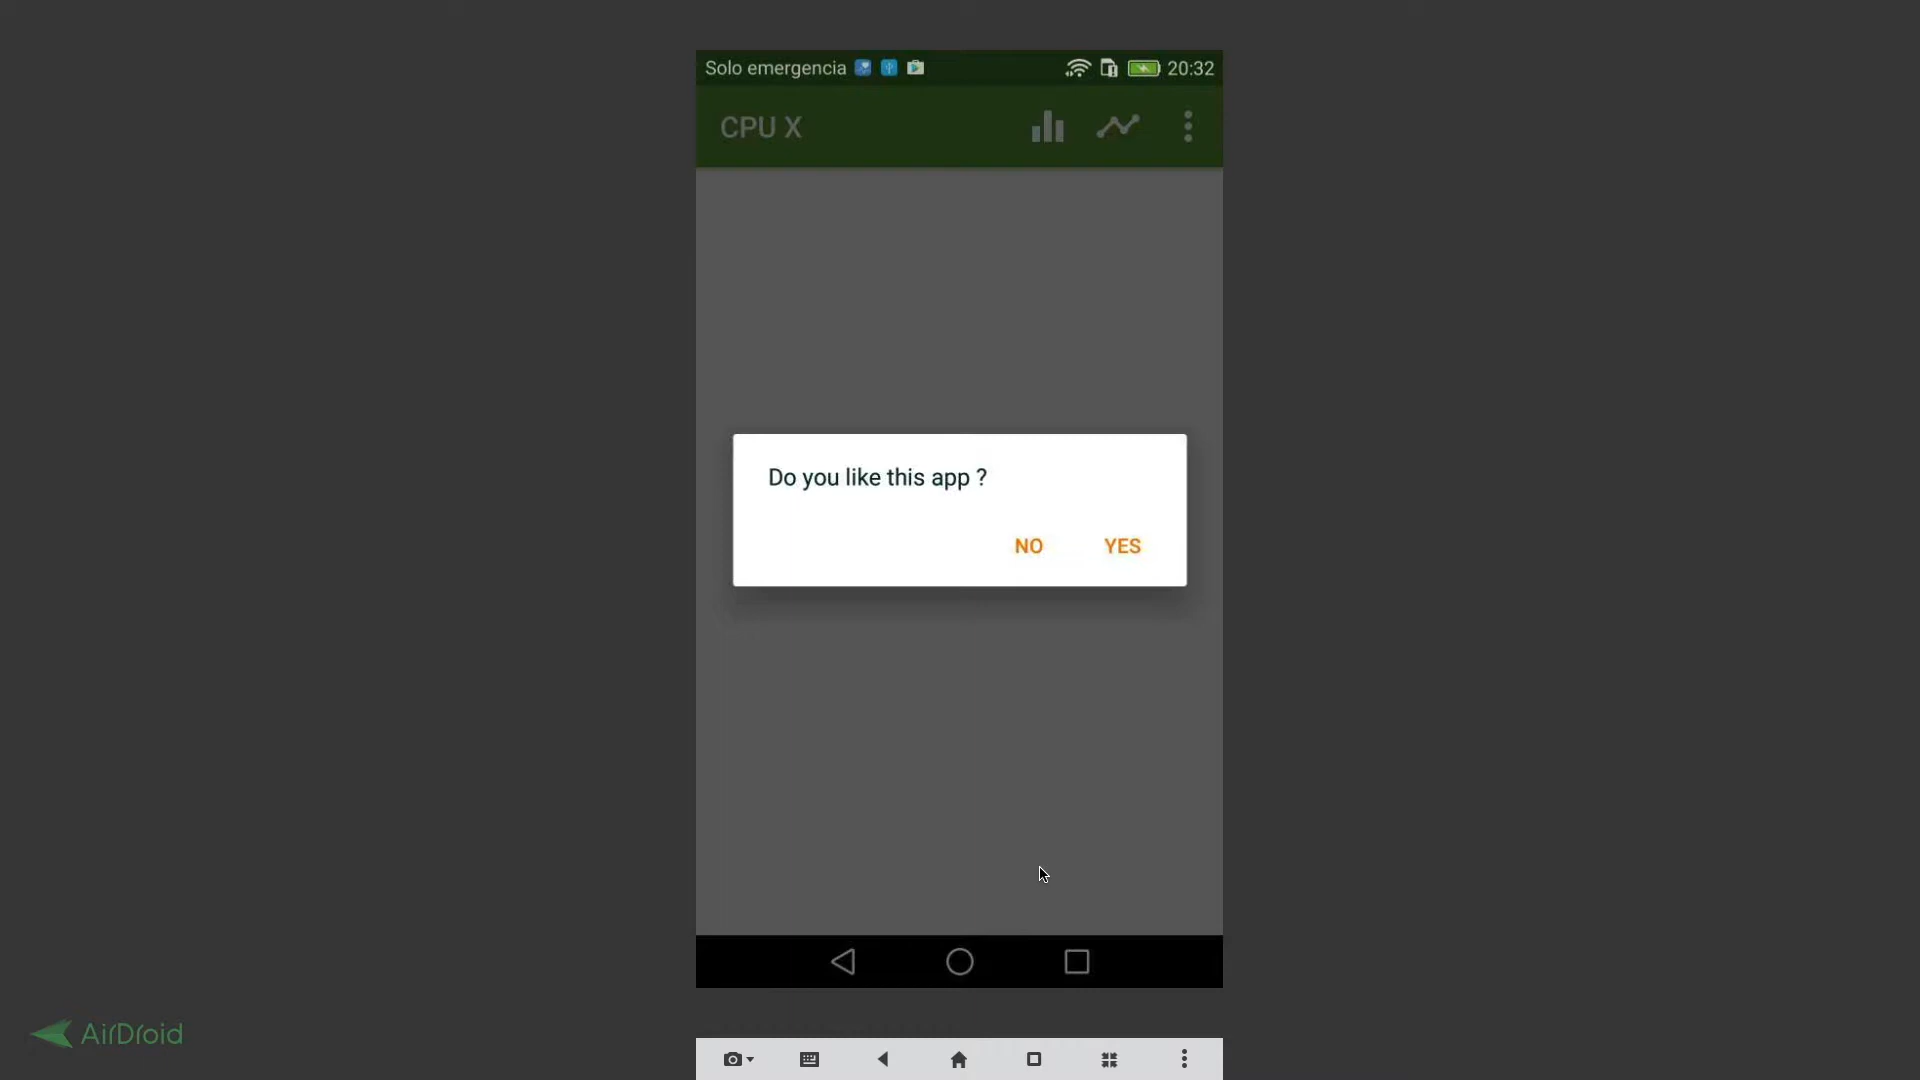 Solo emergencia
20:32
CPU X
Do you like this app ?
NO YES
AirDroid